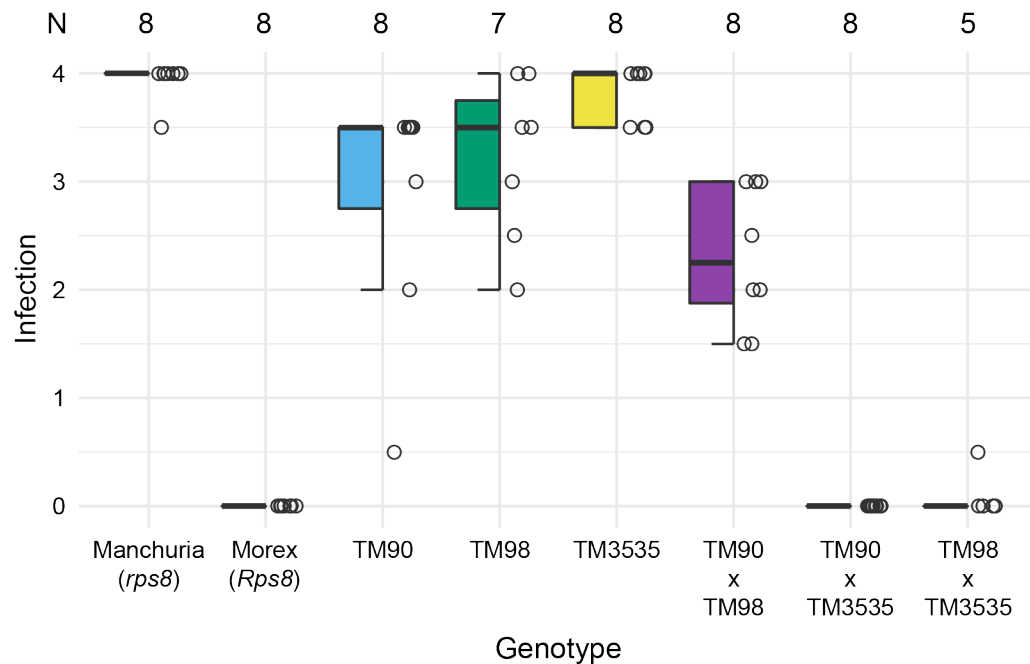 N 8 8 8 7 8 8 8 5
4
3
2
1
0
Infection
Manchuria Morex TM90 TM98 TM3535 TM90 TM90 TM98
(rps8) (Rps8) x x x
TM98 TM3535 TM3535
Genotype